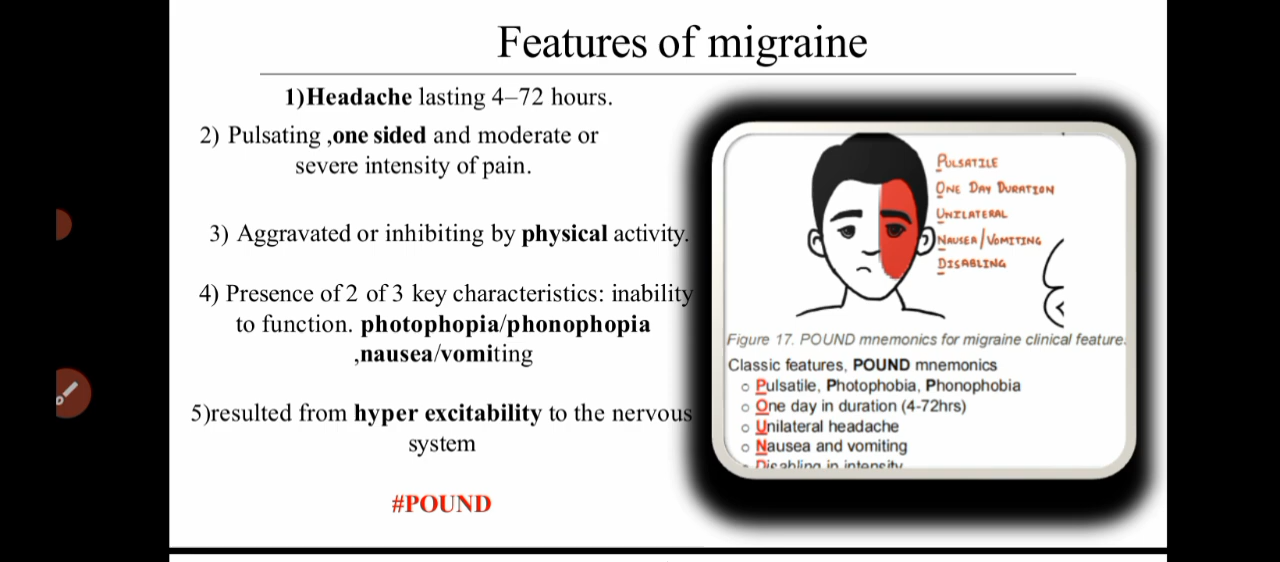 Features of migraine
1)Headache lasting 4–72 hours.
2) Pulsating ,one sided and moderate or
severe intensity of pain.
3) Aggravated or inhibiting by physical activity.
4) Presence of 2 of 3 key characteristics: inability
to function. photophopia/phonophopia
,nausea/vomiting
5)resulted from hyper excitability to the nervous
system
#POUND
PULSATILE
ONE DAY DURATION
UNILATERAL
NAUSEA/VOMITING
DISABLING
Figure 17. POUND mnemonics for migraine clinical feature
Classic features, POUND mnemonics
o Pulsatile, Photophobia, Phonophobia
o One day in duration (4-72hrs)
o Unilateral headache
o Nausea and vomiting
Disabling in intensity